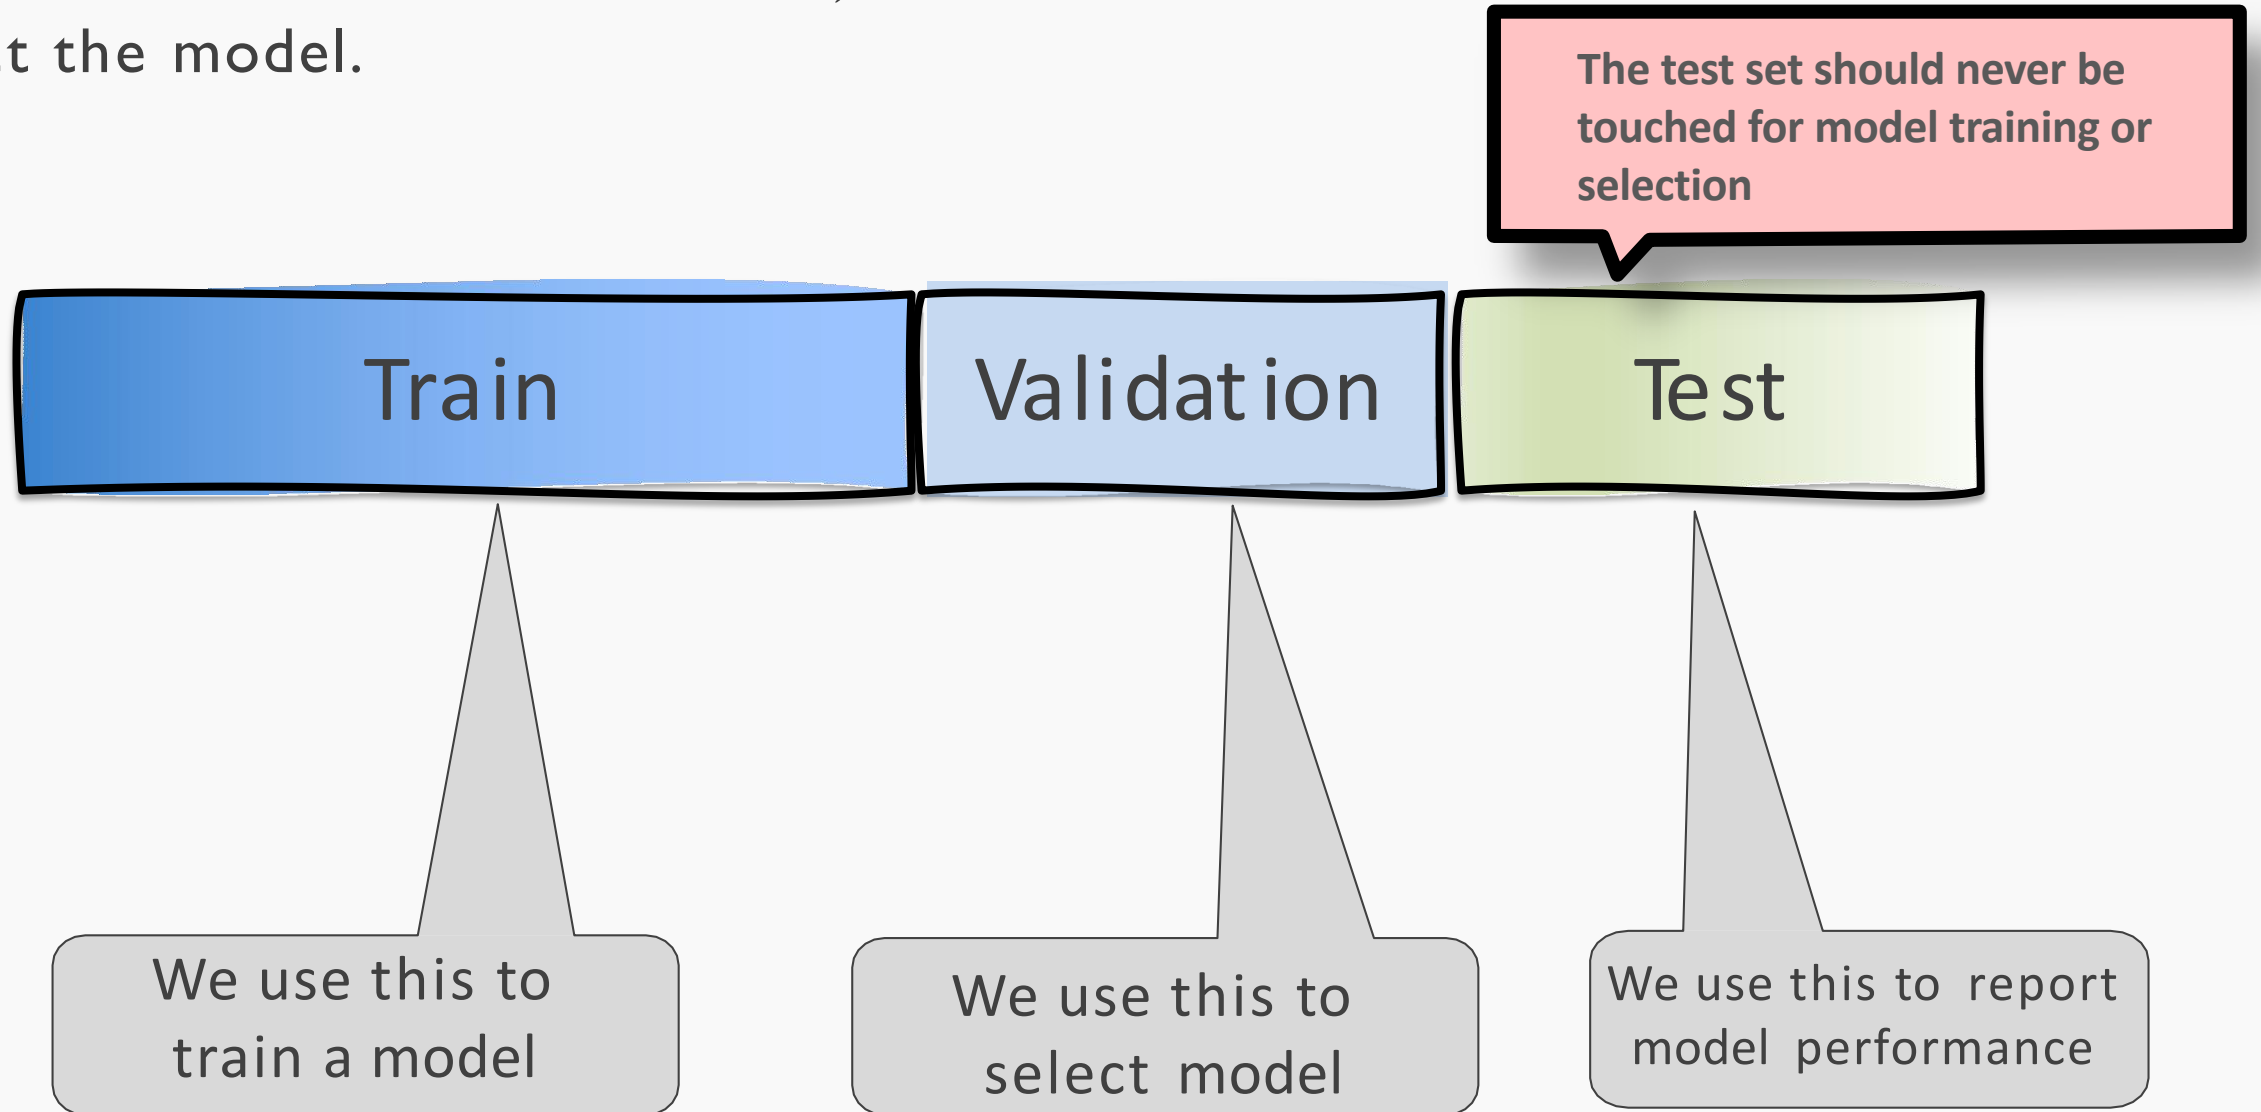 the model.
The test set should never be
touched for model training or
selection
Train
Validation
Test
We use this to
train a model
We use this to
select model
We use this to report
model performance